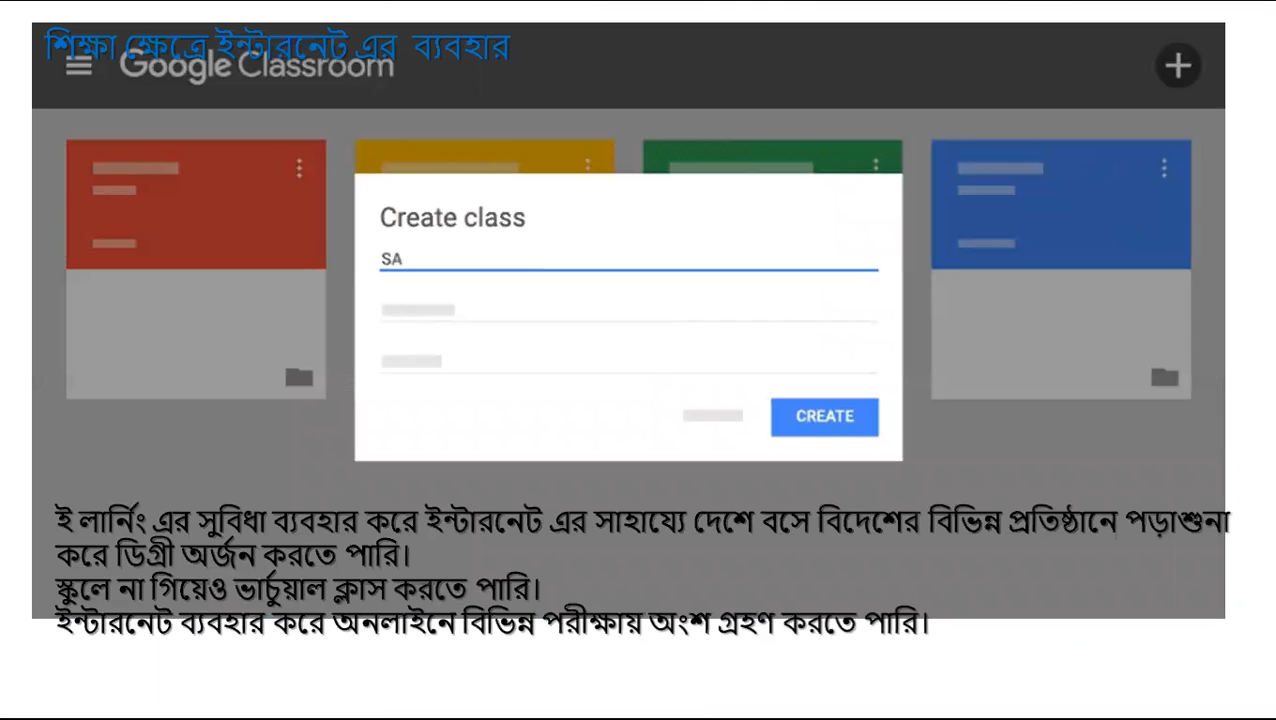 শিক্ষা ক্ষেত্রে ইন্টারনেট এর ব্যবহার
Google Classroom
Create class
SA
CREATE
ই লার্নিং এর সুবিধা ব্যবহার করে ইন্টারনেট এর সাহায্যে দেশে বসে বিদেশের বিভিন্ন প্রতিষ্ঠানে পড়াশুনা
করে ডিগ্রী অর্জন করতে পারি।
স্কুলে না গিয়েও ভার্চুয়াল ক্লাস করতে পারি।
ইন্টারনেট ব্যবহার করে অনলাইনে বিভিন্ন পরীক্ষায় অংশ গ্রহণ করতে পারি।